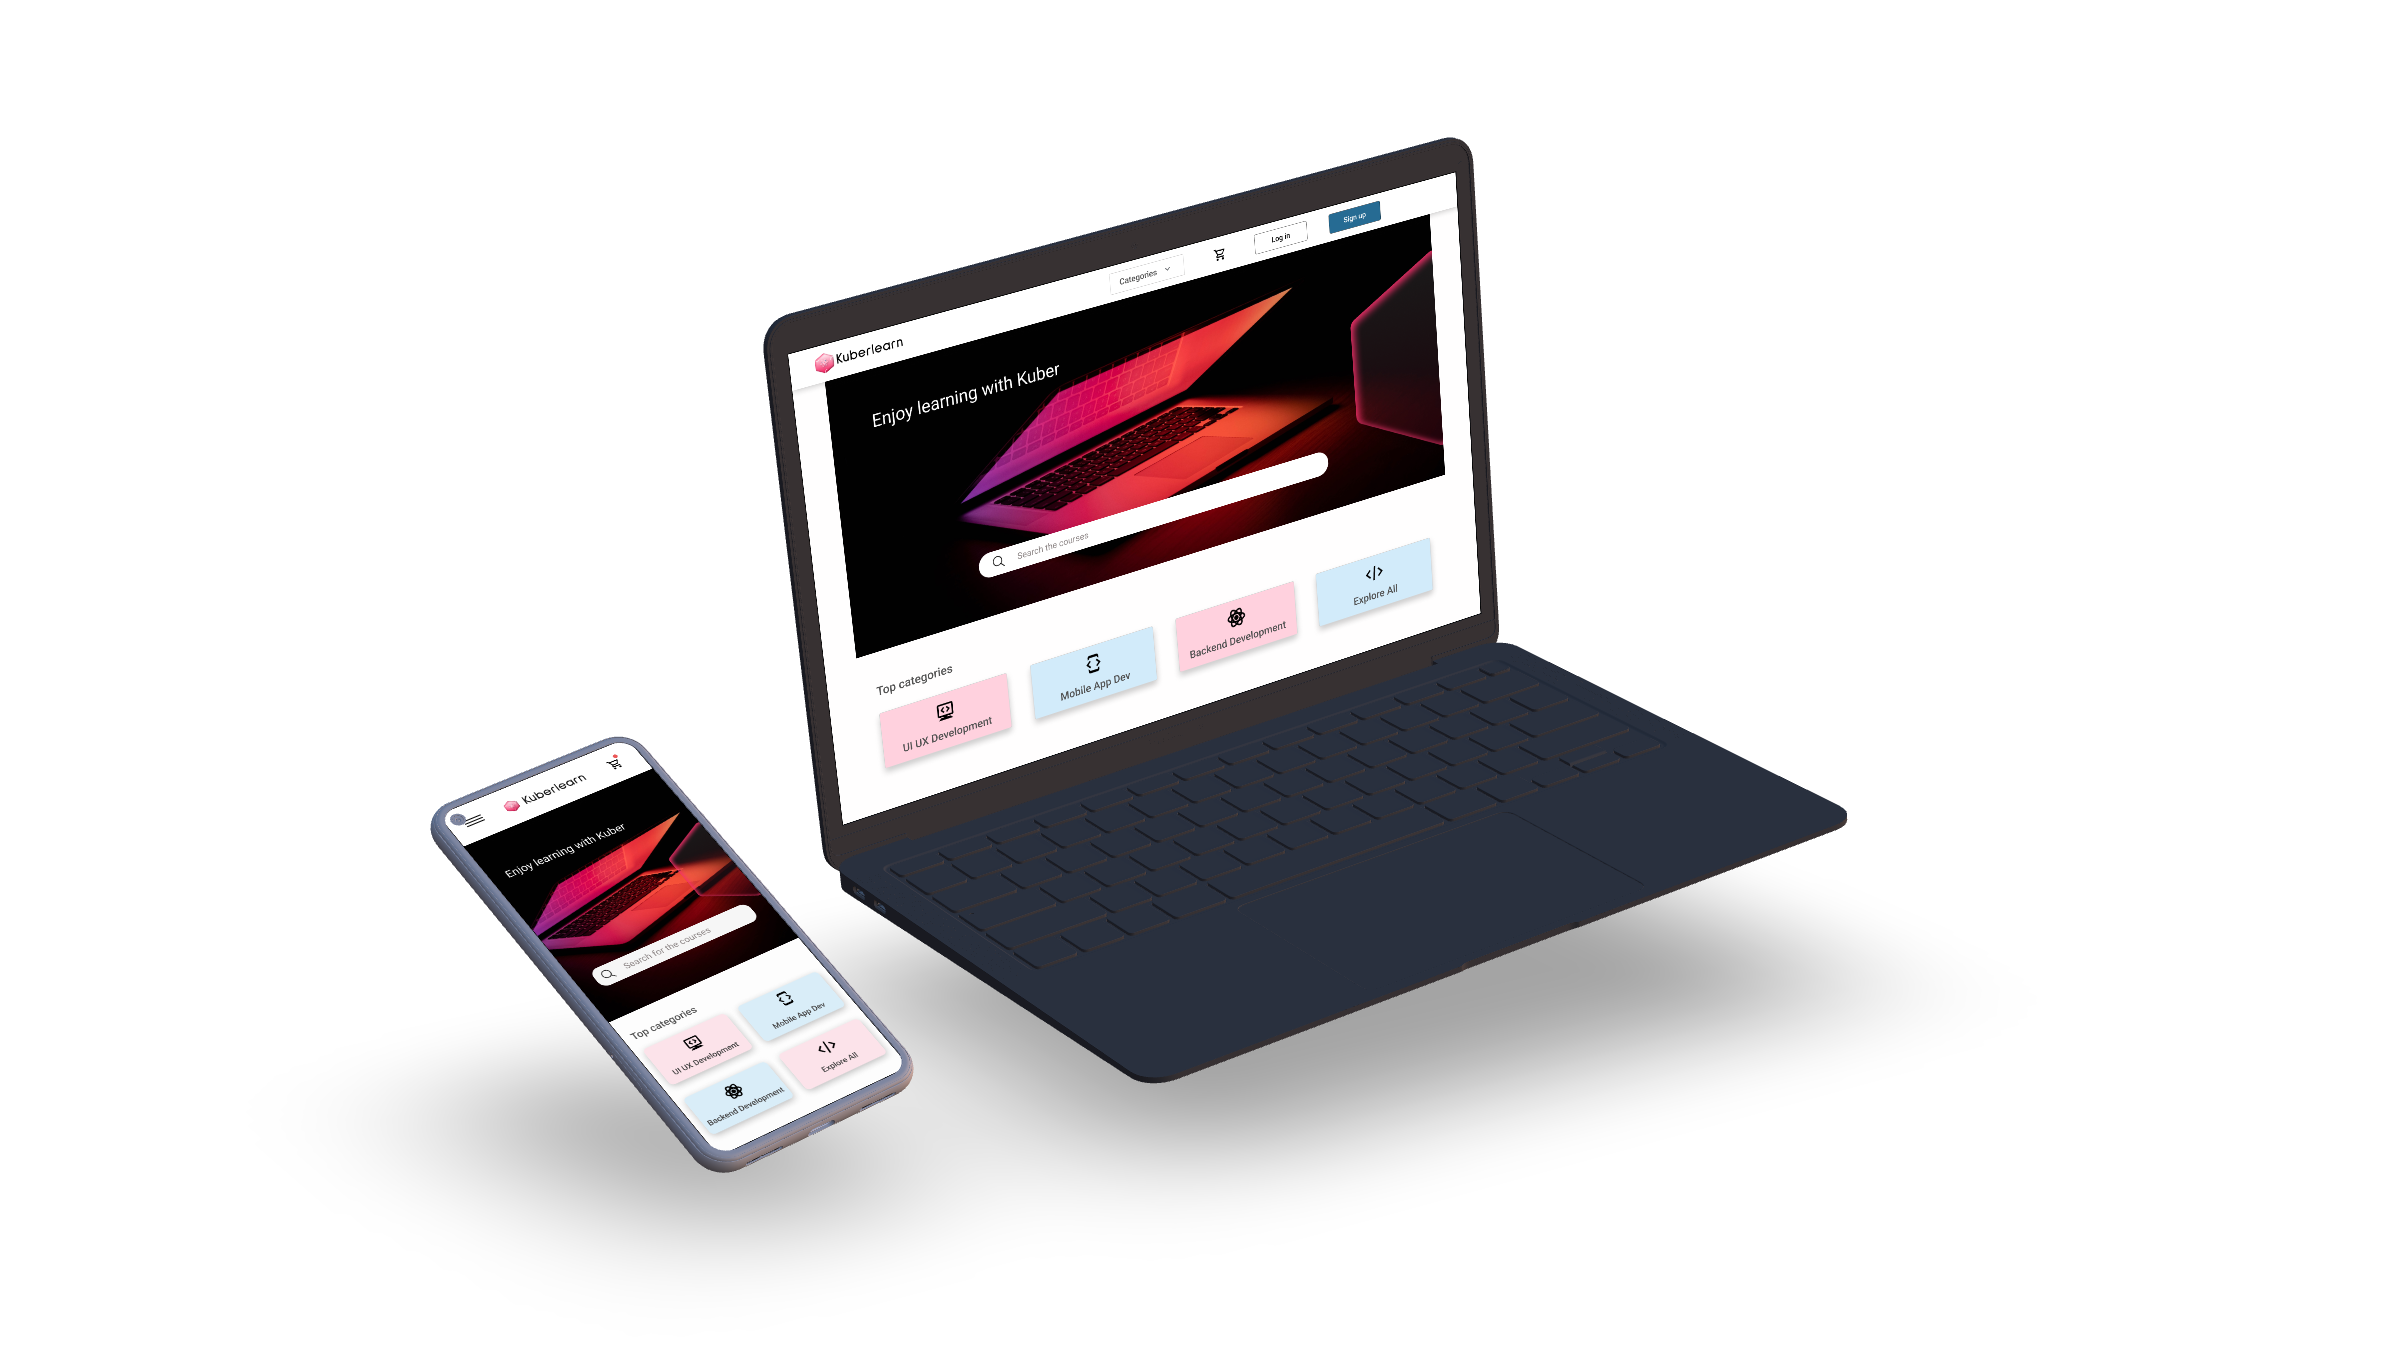 Kuberlearn
Categories
Log in
Sign up
Enjoy learning with Kuber
Search the courses
Top categories
UI UX Development
Mobile App Dev
Backend Development
Explore All
Kuberlearn
Enjoy learning with Kuber
Search for the courses
Top categories
UI UX Development
Mobile App Dev
Backend Development
Explore All